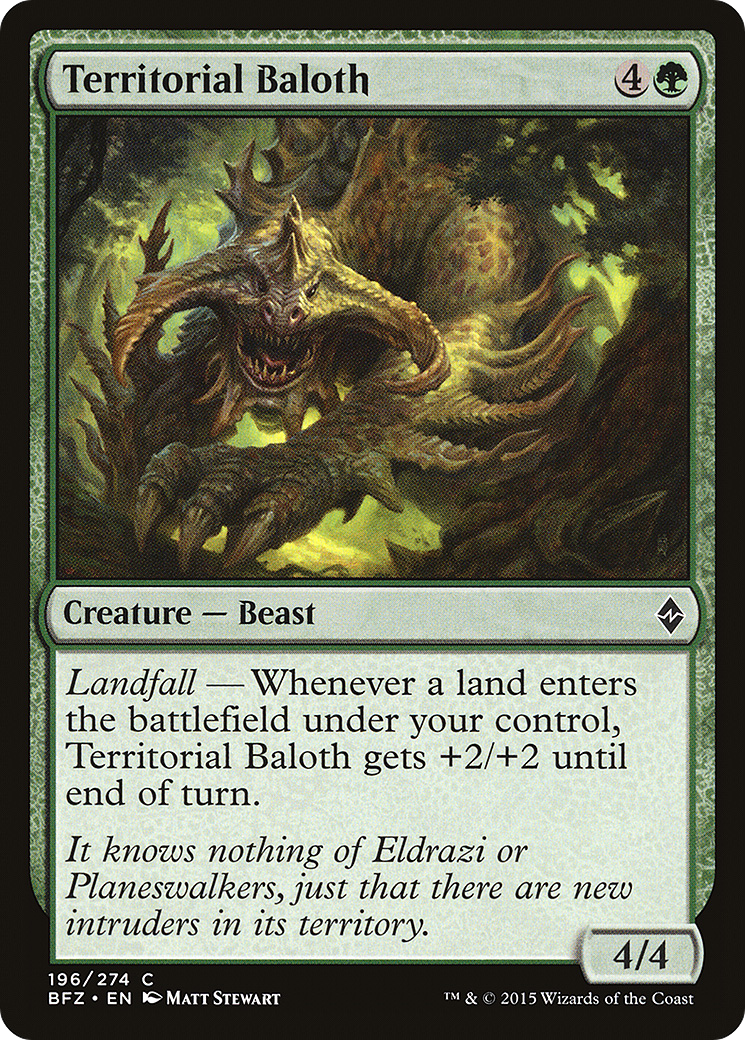 Territorial Baloth 4
Creature — Beast
Landfall — Whenever a land enters
the battlefield under your control,
Territorial Baloth gets +2/+2 until
end of turn.
It knows nothing of Eldrazi or
Planeswalkers, just that there are new
intruders in its territory.
4/4
196/274 C
BFZ • EN Matt Stewart
™ & © 2015 Wizards of the Coast